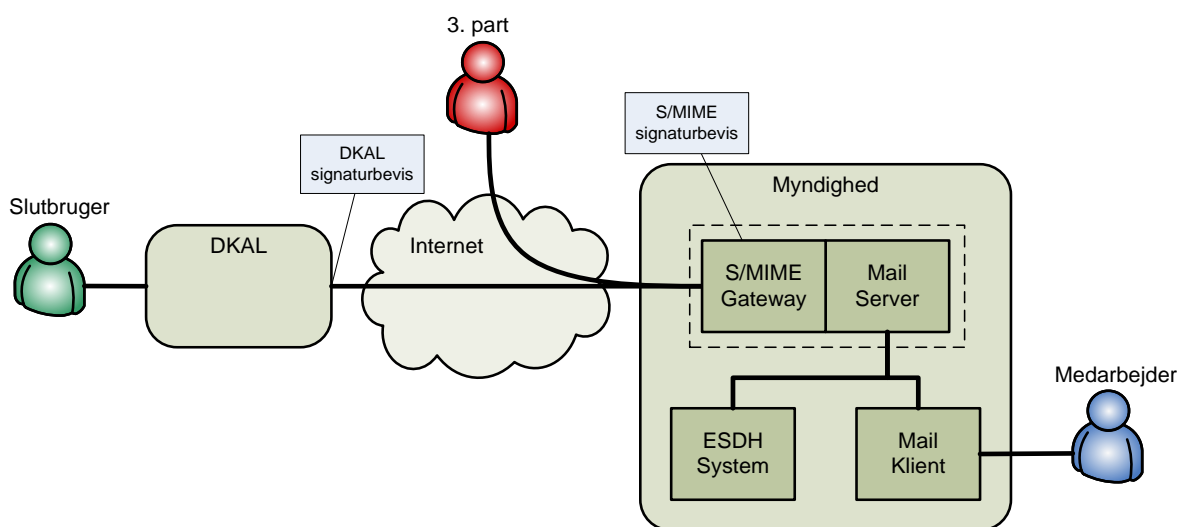 3. part
S/MIME
signaturbevis
DKAL
signaturbevis
Myndighed
Slutbruger
DKAL
Internet
S/MIME
Gateway
Mail
Server
Medarbejder
ESDH
System
Mail
Klient